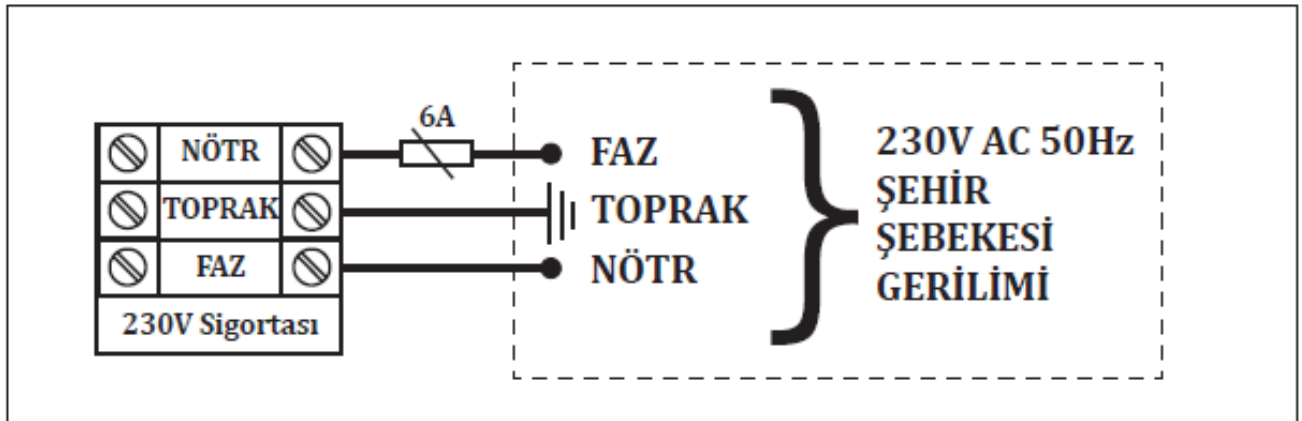 6A
NÖTR
TOPRAK
FAZ
230V Sigortası
FAZ
TOPRAK
NÖTR
230V AC 50Hz
ŞEHİR
ŞEBEKESİ
GERİLİMİ